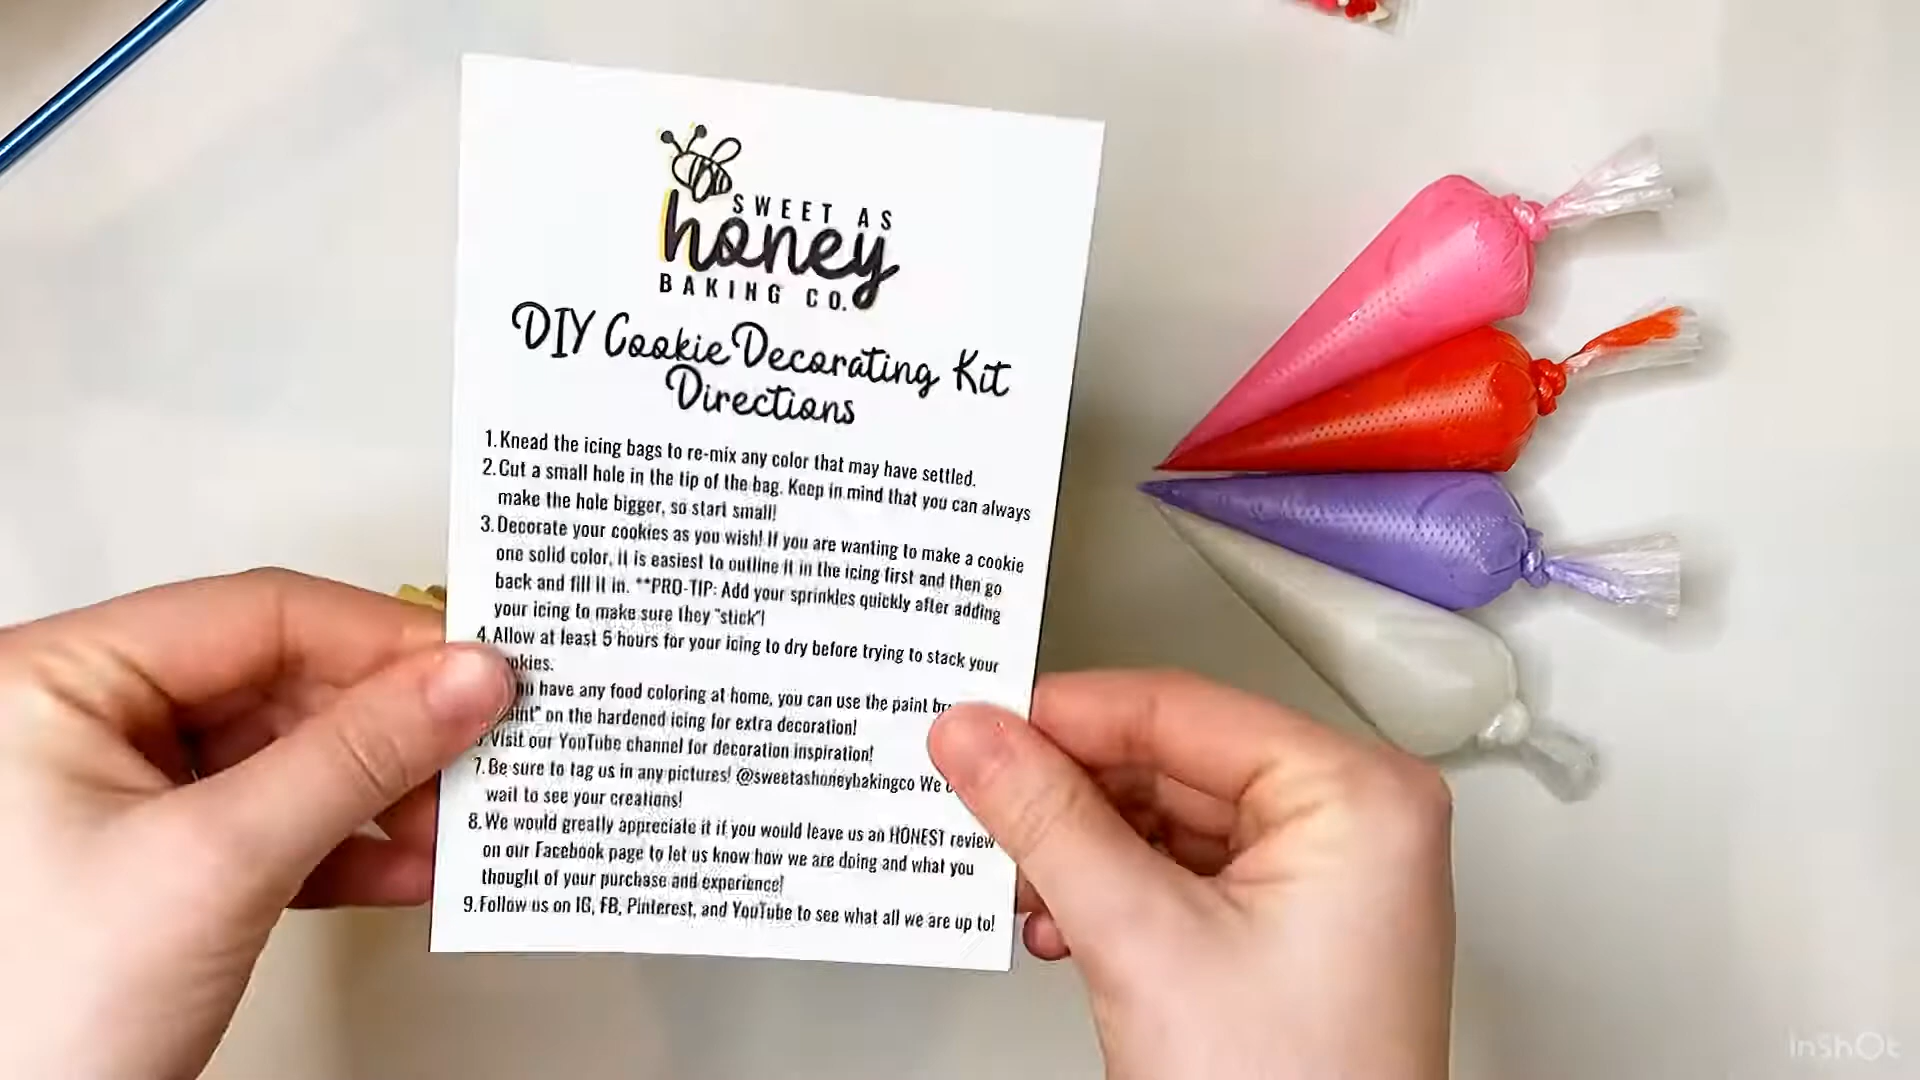 SWEET AS
honey
BAKING CO.
DIY Cookie Decorating Kit
Directions
1. Knead the icing bags to re-mix any color that may have settled.
2. Cut a small hole in the tip of the bag. Keep in mind that you can always
make the hole bigger, so start small!
3. Decorate your cookies as you wish! If you are wanting to make a cookie
one solid color, it is easiest to outline it in the icing first and then go
back and fill it in. **PRO-TIP: Add your sprinkles quickly after adding
your icing to make sure they "stick"!
4. Allow at least 5 hours for your icing to dry before trying to stack your
have any food coloring at home, you can use the paint
on the hardened icing for extra decoration!
Visit our YouTube channel for decoration inspiration!
7. Be sure to tag us in any pictures! @sweetashoneybakingco We
wait to see your creations!
8. We would greatly appreciate it if you would leave us an HONEST review
on our Facebook page to let us know how we are doing and what you
thought of your purchase and experience!
9. Follow us on IG, FB, Pinterest, and YouTube to see what all we are up to!
InShOt